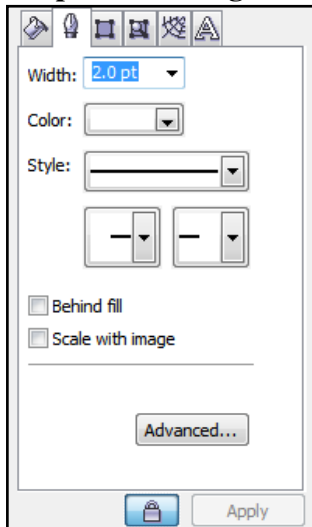 Width: 2.0 pt
Color:
Style:
Behind fill
Scale with image
Advanced...
Apply